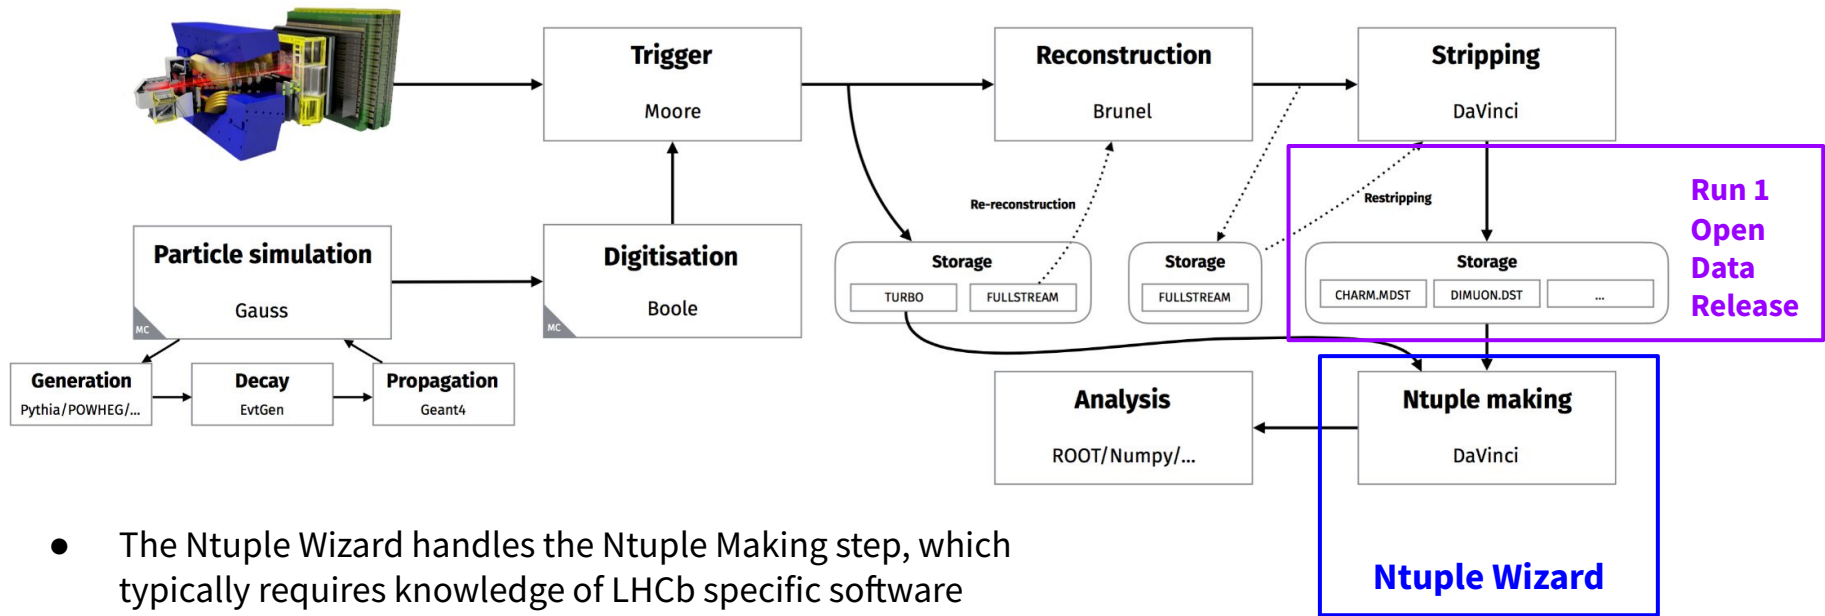 Trigger
Moore
Reconstruction
Brunel
Stripping
DaVinci
Run 1
Open
Data
Release
Re-reconstruction
Restripping
Particle simulation
Gauss
MC
Digitisation
Boole
MC
Storage
TURBO
FULLSTREAM
Storage
FULLSTREAM
Storage
CHARM.MDST
DIMUON.DST
...
Generation
Pythia/POWHEG/...
Decay
EvtGen
Propagation
Geant4
Analysis
ROOT/Numpy/...
Ntuple making
DaVinci
Ntuple Wizard
● The Ntuple Wizard handles the Ntuple Making step, which
typically requires knowledge of LHCb specific software